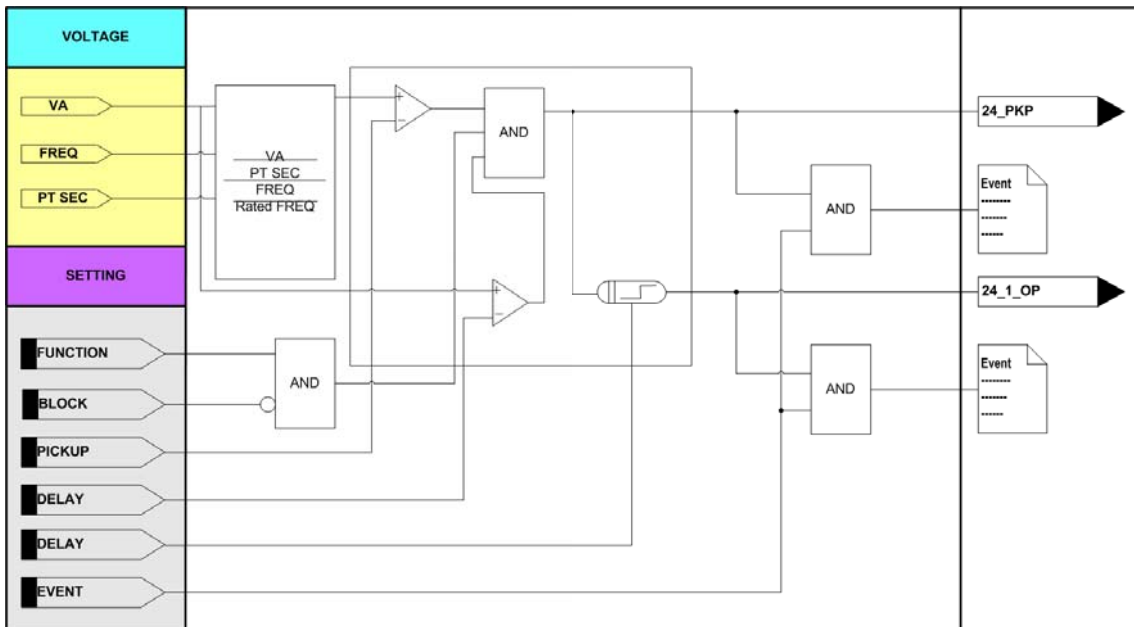 VOLTAGE
VA
FREQ
PT SEC
VA
PT SEC
FREQ
Rated FREQ
AND
24_PKP
AND
Event
--------
-------
------
SETTING
24_1_OP
FUNCTION
BLOCK
PICKUP
DELAY
DELAY
EVENT
AND
AND
Event
--------
-------
-----